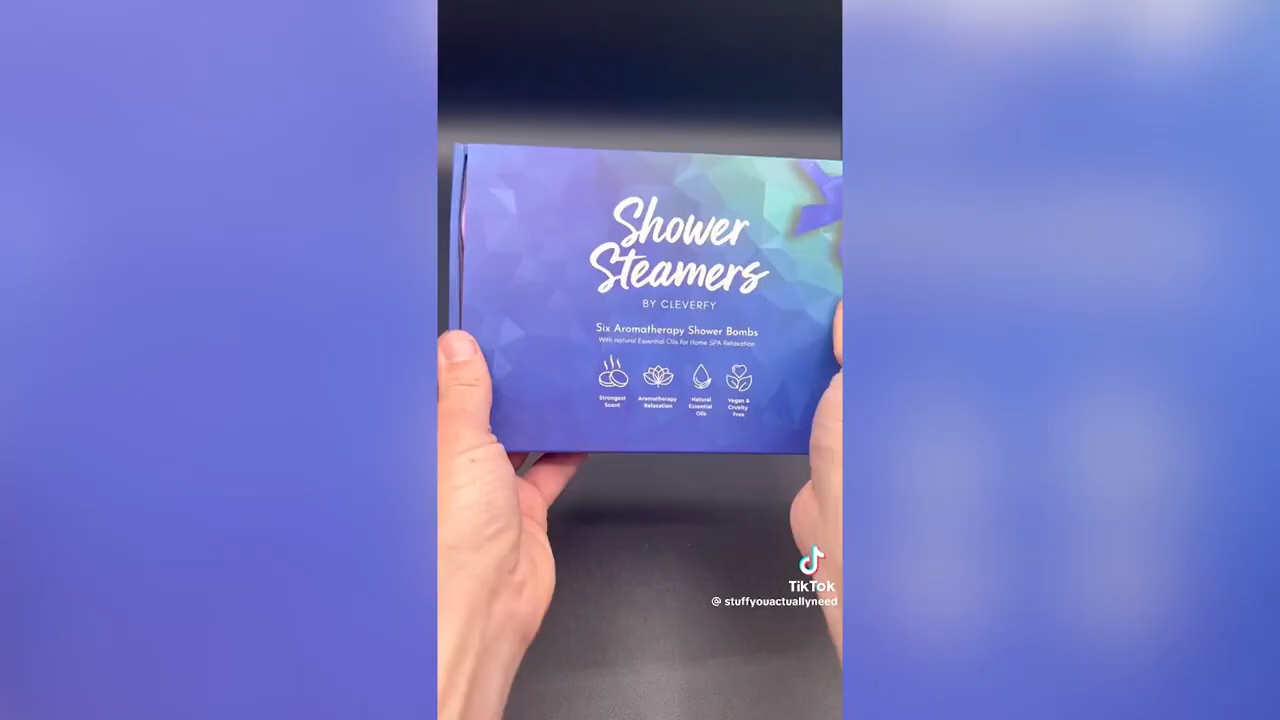 Shower
Steamers
BY CLEVERFY
Six Aromatherapy Shower Bombs
With natural Essential Oils for Home SPA Relaxation
Strongest
Scent
Aromatherapy
Relaxation
Natural
Essential
Oils
Vegan &
Cruelty
Free
TikTok
@ stuffyouactuallyneed